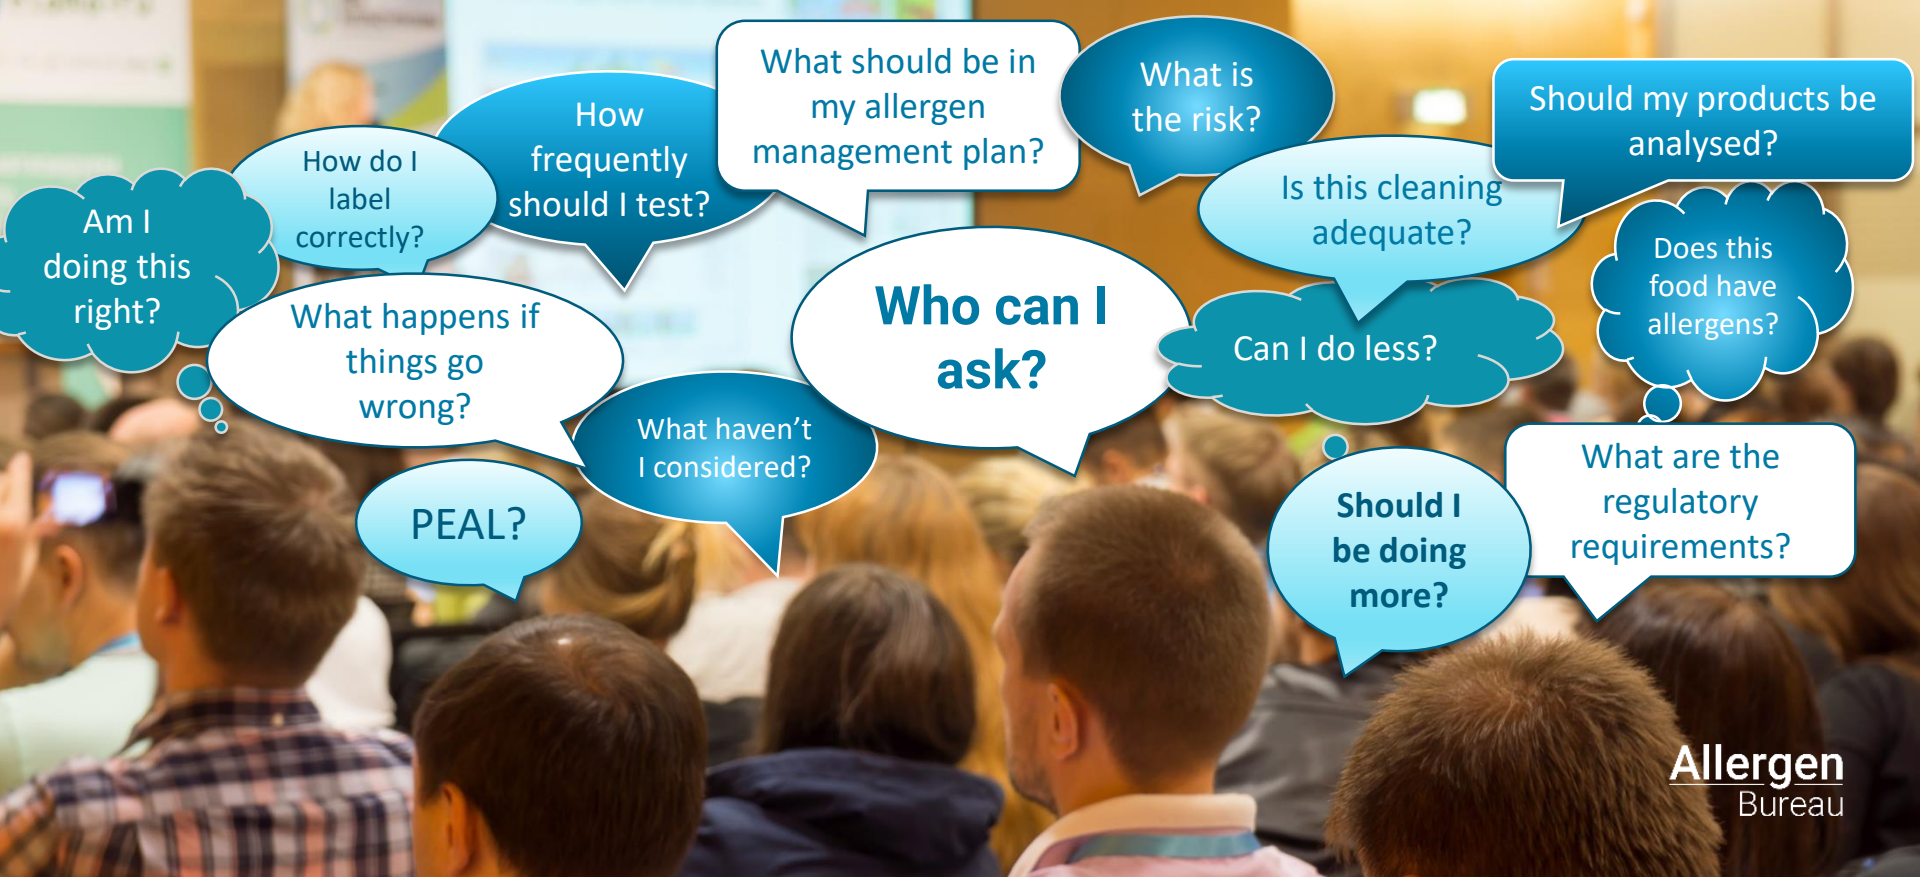 Am I
doing this
right?
How do I
label
correctly?
How
frequently
should I test?
What should be in
my allergen
management plan?
What is
the risk?
Is this cleaning
adequate?
Should my products be
analysed?
Does this
food have
allergens?
What happens if
things go
wrong?
Who can I
ask?
Can I do less?
What haven't
I considered?
PEAL?
Should I
be doing
more?
What are the
regulatory
requirements?
Allergen
Bureau